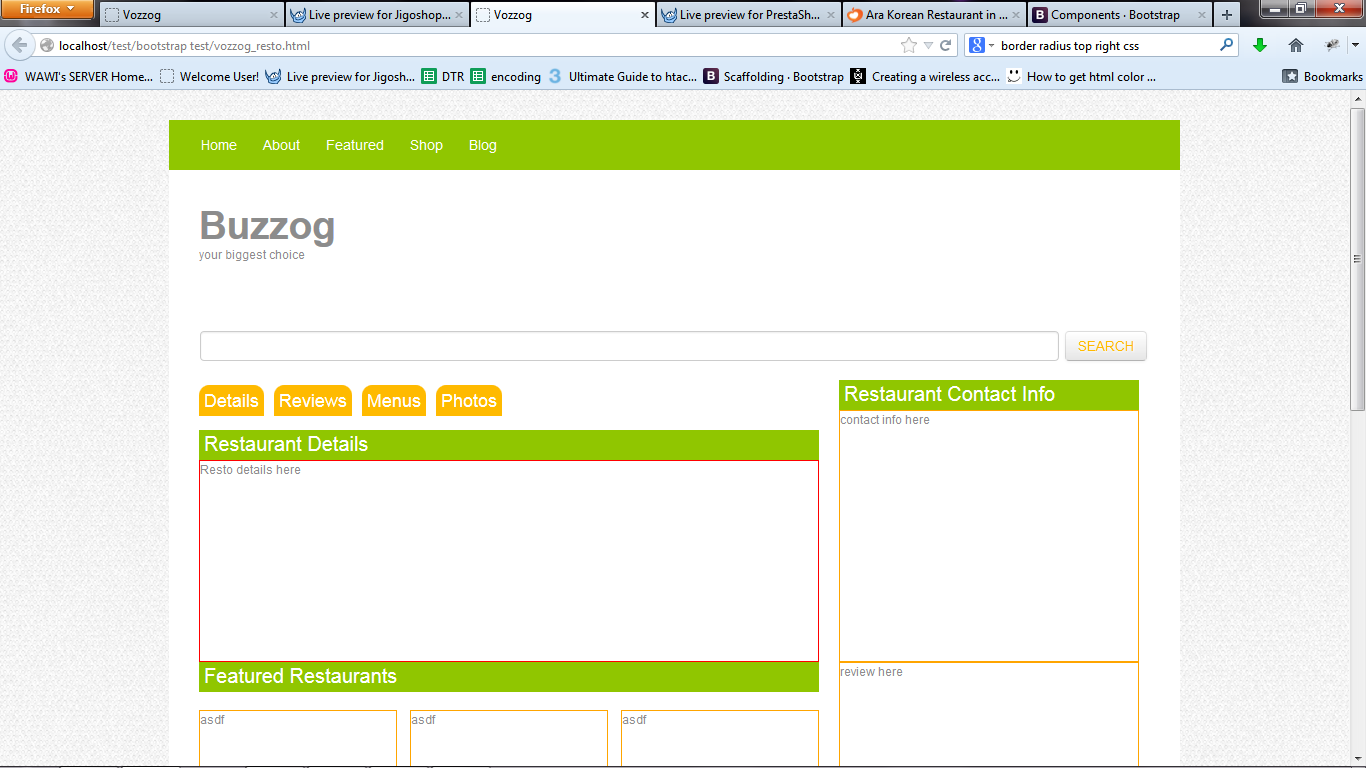 Firefox
Vozzog
Live preview for Jigoshop...
Vozzog
Live preview for PrestaSh...
Ara Korean Restaurant in ...
Components · Bootstrap
localhost/test/bootstrap test/vozzog_resto.html
border radius top right css
WAWI's SERVER Home...
Welcome User!
Live preview for Jigosh...
DTR
encoding
Ultimate Guide to htac...
Scaffolding · Bootstrap
Creating a wireless acc...
How to get html color ...
Bookmarks
Home
About
Featured
Shop
Blog
Buzzog
your biggest choice
SEARCH
Details
Reviews
Menus
Photos
Restaurant Details
Resto details here
Restaurant Contact Info
contact info here
Featured Restaurants
review here
asdf
asdf
asdf